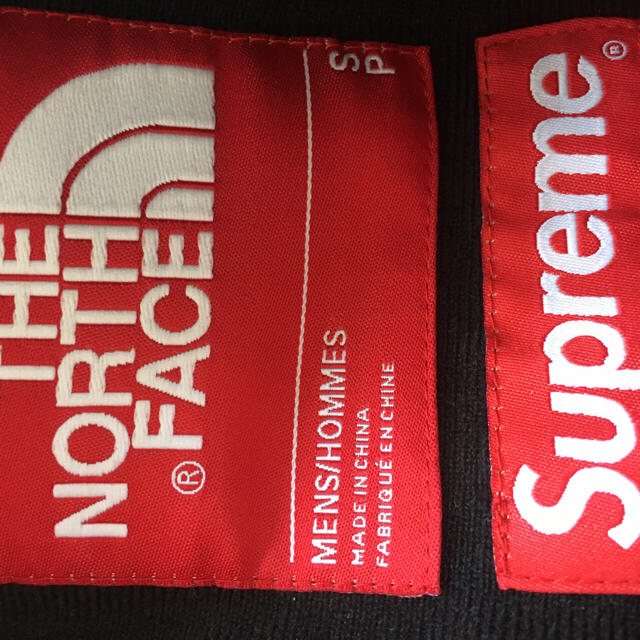 THE
NORTH
FACE®
S
P
MENS/HOMMES
MADE IN CHINA
FABRIQUÉ EN CHINE
Supreme®